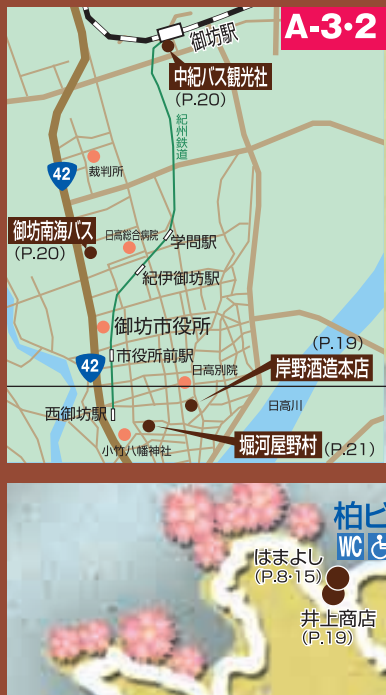 御坊駅
A-3・2
中紀バス観光社
(P.20)
紀州鉄道
42
裁判所
御坊南海バス
(P.20)
日高総合病院
学問駅
紀伊御坊駅
御坊市役所
42
市役所前駅
(P.19)
岸野酒造本店
日高別院
日高川
西御坊駅
堀河屋野村
(P.21)
小竹八幡神社
柏ビ
WC
はまよし
(P.8・15)
井上商店
(P.19)